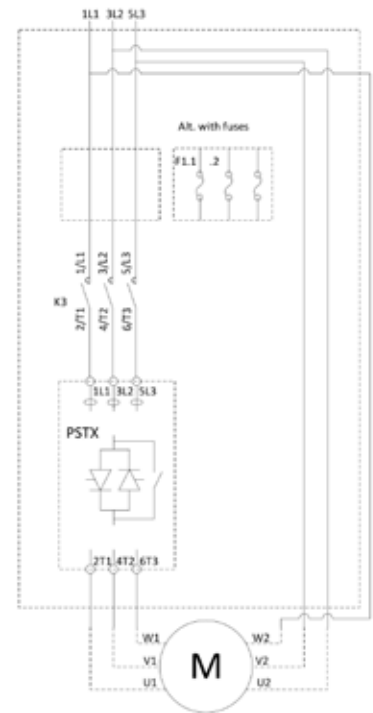 1L1 3L2 5L3
Alt. with fuses
F1.1 .2
1/L1 3/L2 5/L3
K3
2/T1 4/T2 6/T3
1L1 3L2 5L3
PSTX
2T1 4T2 6T3
W1 W2
M
V1 V2
U1 U2